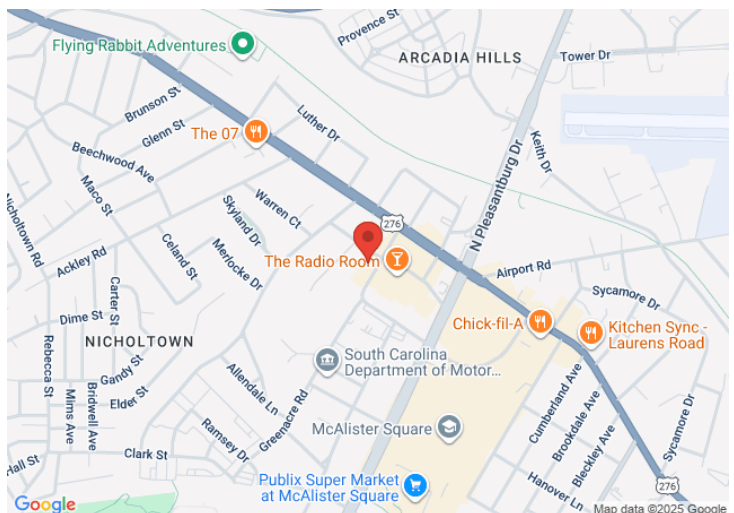 Provence St
Flying Rabbit Adventures
ARCADIA HILLS
Tower Dr
Brunson St
Luther Dr
Glenn St
The 07
Keith Dr
Beechwood Ave
N Pleasantburg Dr
Maco St
Warren Ct
Skyland Dr
276
Nicholtown Rd
Celand St
Merlocke Dr
The Radio Room
Ackley Rd
Airport Rd
Carter St
Sycamore Dr
Dime St
Chick-fil-A
Kitchen Sync -
Laurens Road
NICHOLTOWN
South Carolina
Department of Motor...
Rebecca St
Gandy St
Allendale Ln
Cumberland Ave
Mims Ave
Bridwell Ave
Elder St
Greenacre Rd
Brookdale Ave
Sycamore Dr
McAlister Square
Ramsey Dr
Bleckley Ave
Clark St
Hall St
Publix Super Market
at McAlister Square
Hanover Ln
276
Google
Map data ©2025 Google